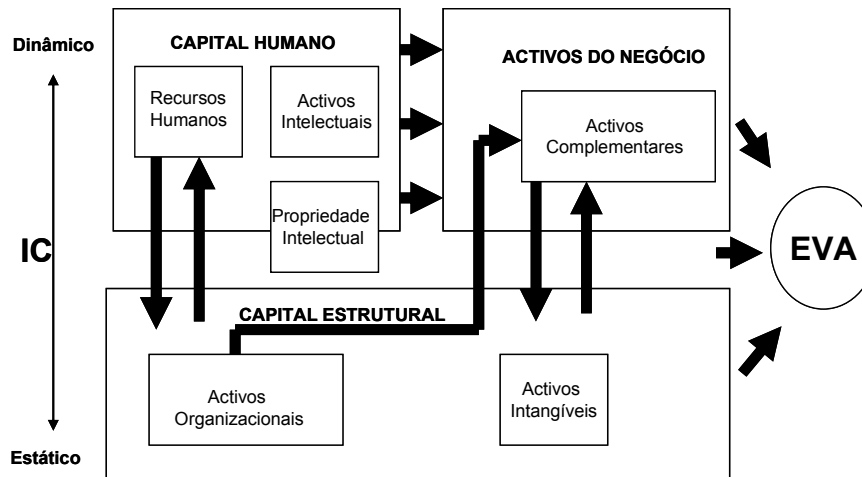 Dinâmico
CAPITAL HUMANO
ACTIVOS DO NEGÓCIO
Recursos
Humanos
Activos
Intelectuais
Activos
Complementares
Propriedade
Intelectual
IC
EVA
CAPITAL ESTRUTURAL
Activos
Organizacionais
Activos
Intangíveis
Estático